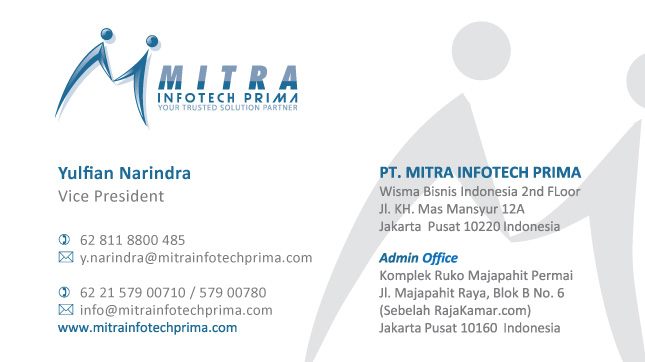 MITRA
INFOTECH PRIMA
YOUR TRUSTED SOLUTION PARTNER
Yulfian Narindra
Vice President
62 811 8800 485
y.narindra@mitrainfotechprima.com
62 21 579 00710 / 579 00780
info@mitrainfotechprima.com
www.mitrainfotechprima.com
PT. MITRA INFOTECH PRIMA
Wisma Bisnis Indonesia 2nd FLoor
Jl. KH. Mas Mansyur 12A
Jakarta Pusat 10220 Indonesia
Admin Office
Komplek Ruko Majapahit Permai
Jl. Majapahit Raya, Blok B No. 6
(Sebelah RajaKamar.com)
Jakarta Pusat 10160 Indonesia